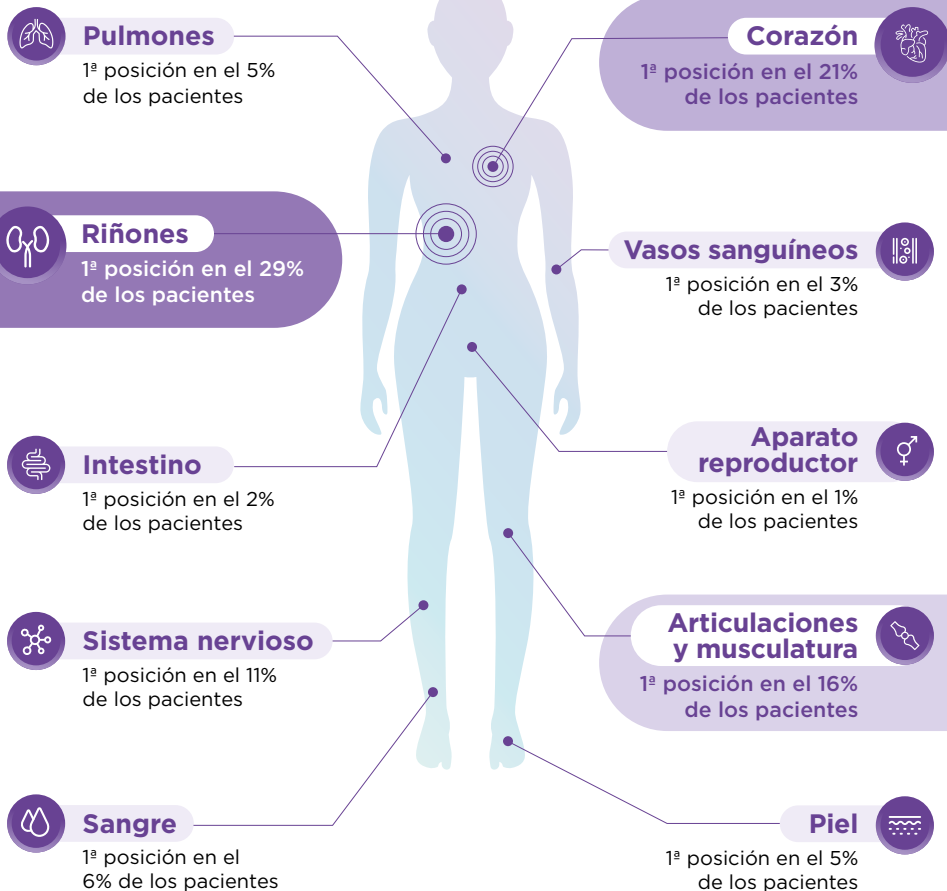 Pulmones
1ª posición en el 5%
de los pacientes
Corazón
1ª posición en el 21%
de los pacientes
Riñones
1ª posición en el 29%
de los pacientes
Vasos sanguíneos
1ª posición en el 3%
de los pacientes
Intestino
1ª posición en el 2%
de los pacientes
Aparato
reproductor
1ª posición en el 1%
de los pacientes
Sistema nervioso
1ª posición en el 11%
de los pacientes
Articulaciones
y musculatura
1ª posición en el 16%
de los pacientes
Sangre
1ª posición en el
6% de los pacientes
Piel
1ª posición en el 5%
de los pacientes